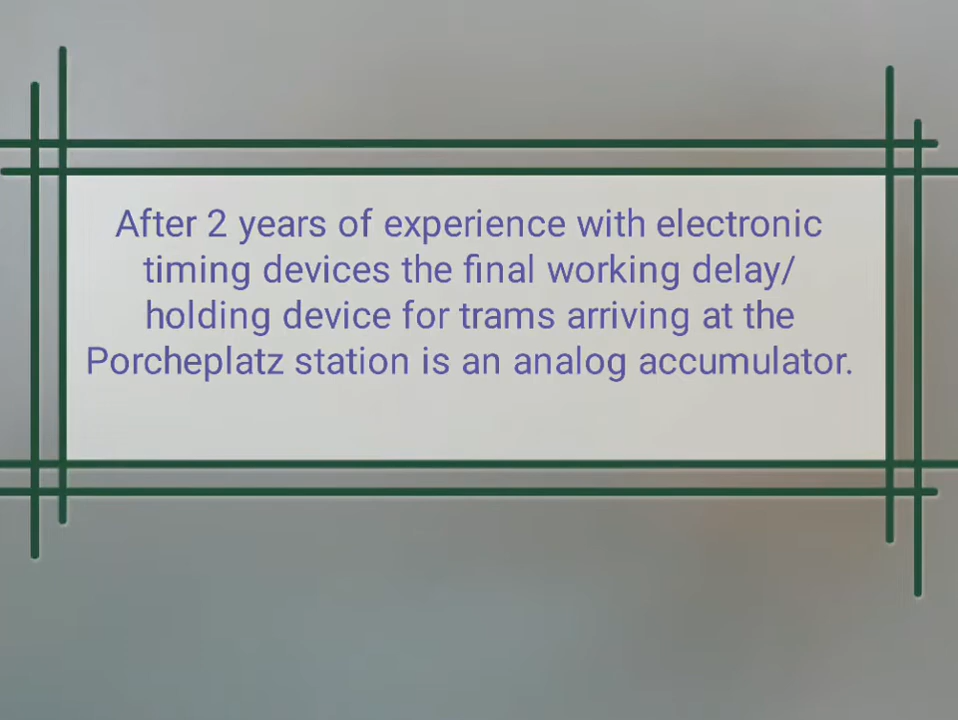 After 2 years of experience with electronic
timing devices the final working delay/
holding device for trams arriving at the
Porcheplatz station is an analog accumulator.